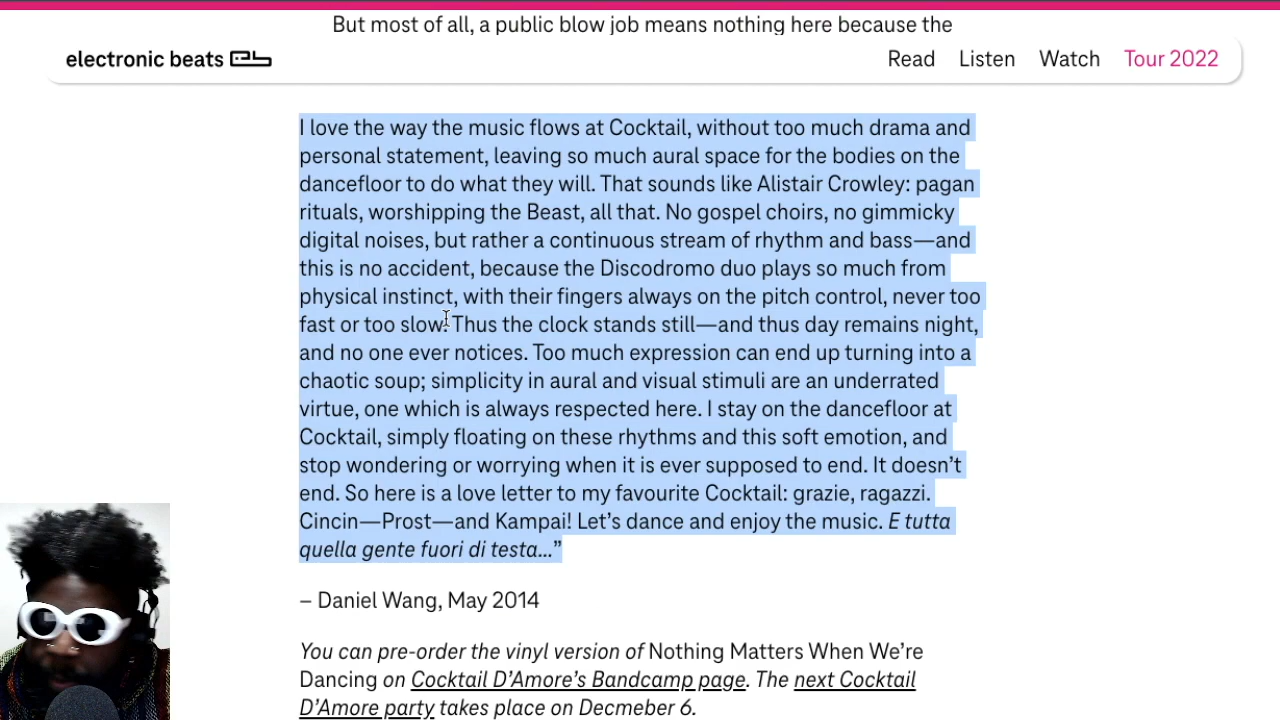 But most of all, a public blow job means nothing here because the
electronic beats
Read Listen Watch Tour 2022
I love the way the music flows at Cocktail, without too much drama and
personal statement, leaving so much aural space for the bodies on the
dancefloor to do what they will. That sounds like Alistair Crowley: pagan
rituals, worshipping the Beast, all that. No gospel choirs, no gimmicky
digital noises, but rather a continuous stream of rhythm and bass—and
this is no accident, because the Discodromo duo plays so much from
physical instinct, with their fingers always on the pitch control, never too
fast or too slow. Thus the clock stands still—and thus day remains night,
and no one ever notices. Too much expression can end up turning into a
chaotic soup; simplicity in aural and visual stimuli are an underrated
virtue, one which is always respected here. I stay on the dancefloor at
Cocktail, simply floating on these rhythms and this soft emotion, and
stop wondering or worrying when it is ever supposed to end. It doesn’t
end. So here is a love letter to my favourite Cocktail: grazie, ragazzi.
Cincin—Prost—and Kampai! Let’s dance and enjoy the music. E tutta
quella gente fuori di testa…”
– Daniel Wang, May 2014
You can pre-order the vinyl version of Nothing Matters When We’re
Dancing on Cocktail D’Amore’s Bandcamp page. The next Cocktail
D’Amore party takes place on Decmeber 6.